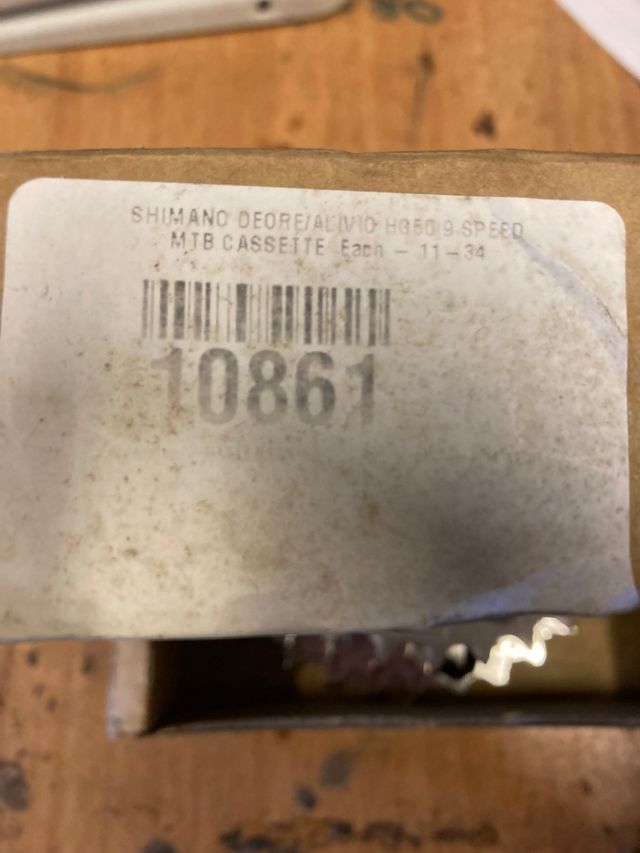 SHIMANO DEORE/ALIVIO HG50 9 SPEED
MTB CASSETTE Each - 11-34
10861